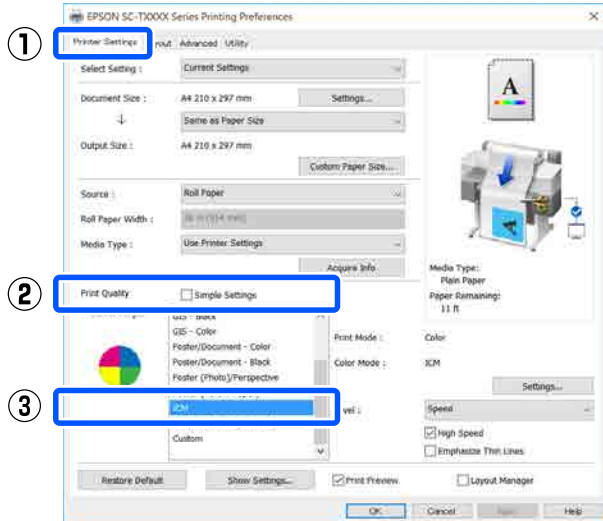 EPSON SC-TXXXX Series Printing Preferences
1
Printer Settings yout Advanced Utility
Select Setting : Current Settings
Document Size : A4 210 x 297 mm Settings...
Same as Paper Size
Output Size : A4 210 x 297 mm
Custom Paper Size...
Source : Roll Paper
Roll Paper Width :
Media Type : Use Printer Settings
Acquire Info
A
Media Type:
Plain Paper
Paper Remaining:
11 ft
2
Print Quality Simple Settings
GIS - Black
GIS - Color
Poster/Document - Color
Poster/Document - Black
Poster (Photo)/Perspective
3
ICM
Custom
Print Mode : Color
Color Mode : ICM
Settings...
vel : Speed
High Speed
Emphasize Thin Lines
Restore Default Show Settings... Print Preview Layout Manager
OK Cancel Apply Help